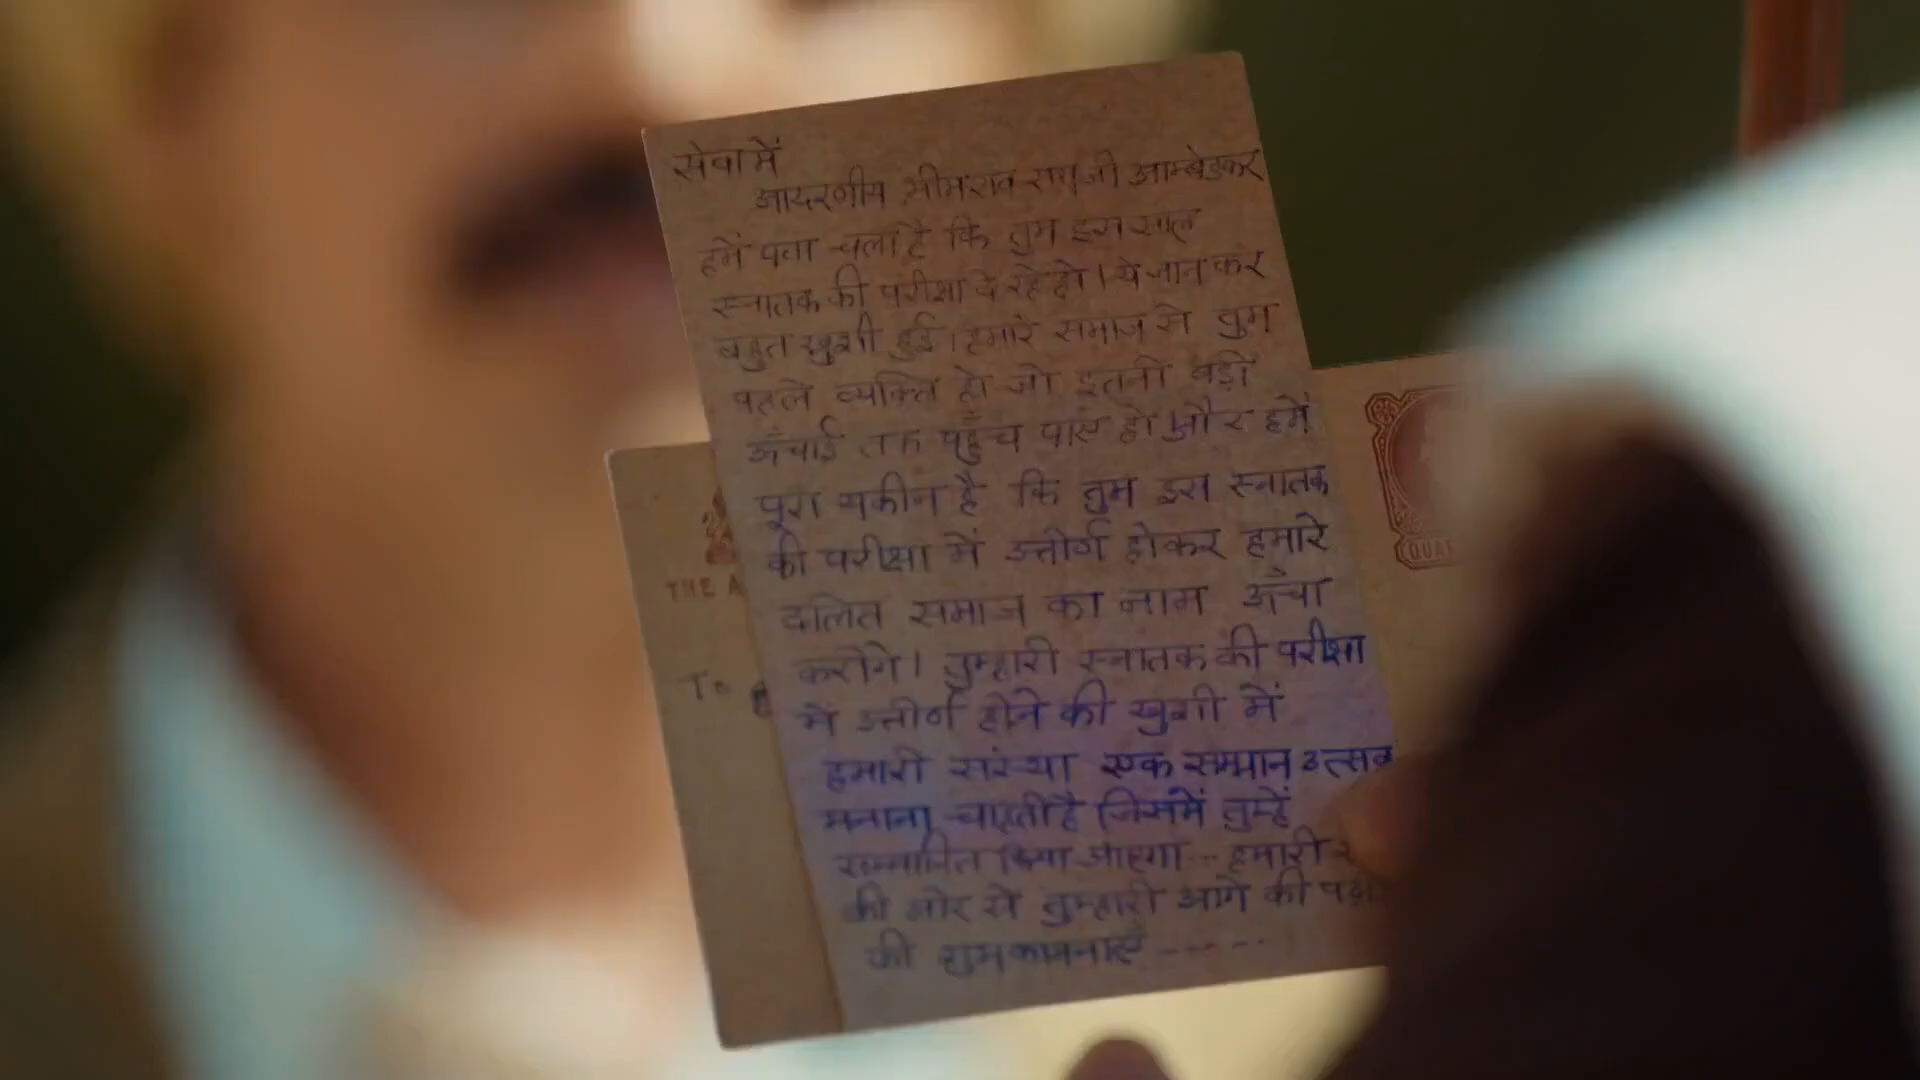 सेवा में
आदरणीय भीमराव रामजी आम्बेडकर
हमें पता चला है कि तुम इस साल
स्नातक की परीक्षा दे रहे हो। ये जान कर
बहुत खुशी हुई। हमारे समाज से तुम
पहले व्यक्ति हो जो इतनी बड़ी
ऊँचाई तक पहुँच पाए हो और हमें
पूरा यकीन है कि तुम इस स्नातक
की परीक्षा में उत्तीर्ण होकर हमारे
दलित समाज का नाम ऊँचा
करोगे। तुम्हारी स्नातक की परीक्षा
में उत्तीर्ण होने की खुशी में
हमारी संस्था एक सम्मान उत्सव
मनाना चाहती है जिसमें तुम्हें
सम्मानित किया जाएगा -- हमारी
की ओर से तुम्हारी आगे की
की शुभकामनाएं -----
THE A
To
QUAR